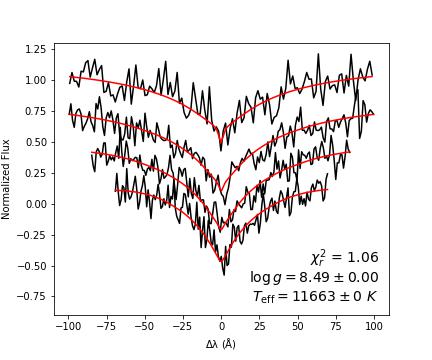 1.25
1.00
0.75
0.50
0.25
0.00
−0.25
−0.50
−0.75
Normalized Flux
χ²ᵣ = 1.06
log g = 8.49 ± 0.00
T_eff = 11663 ± 0 K
−100 −75 −50 −25 0 25 50 75 100
Δλ (Å)